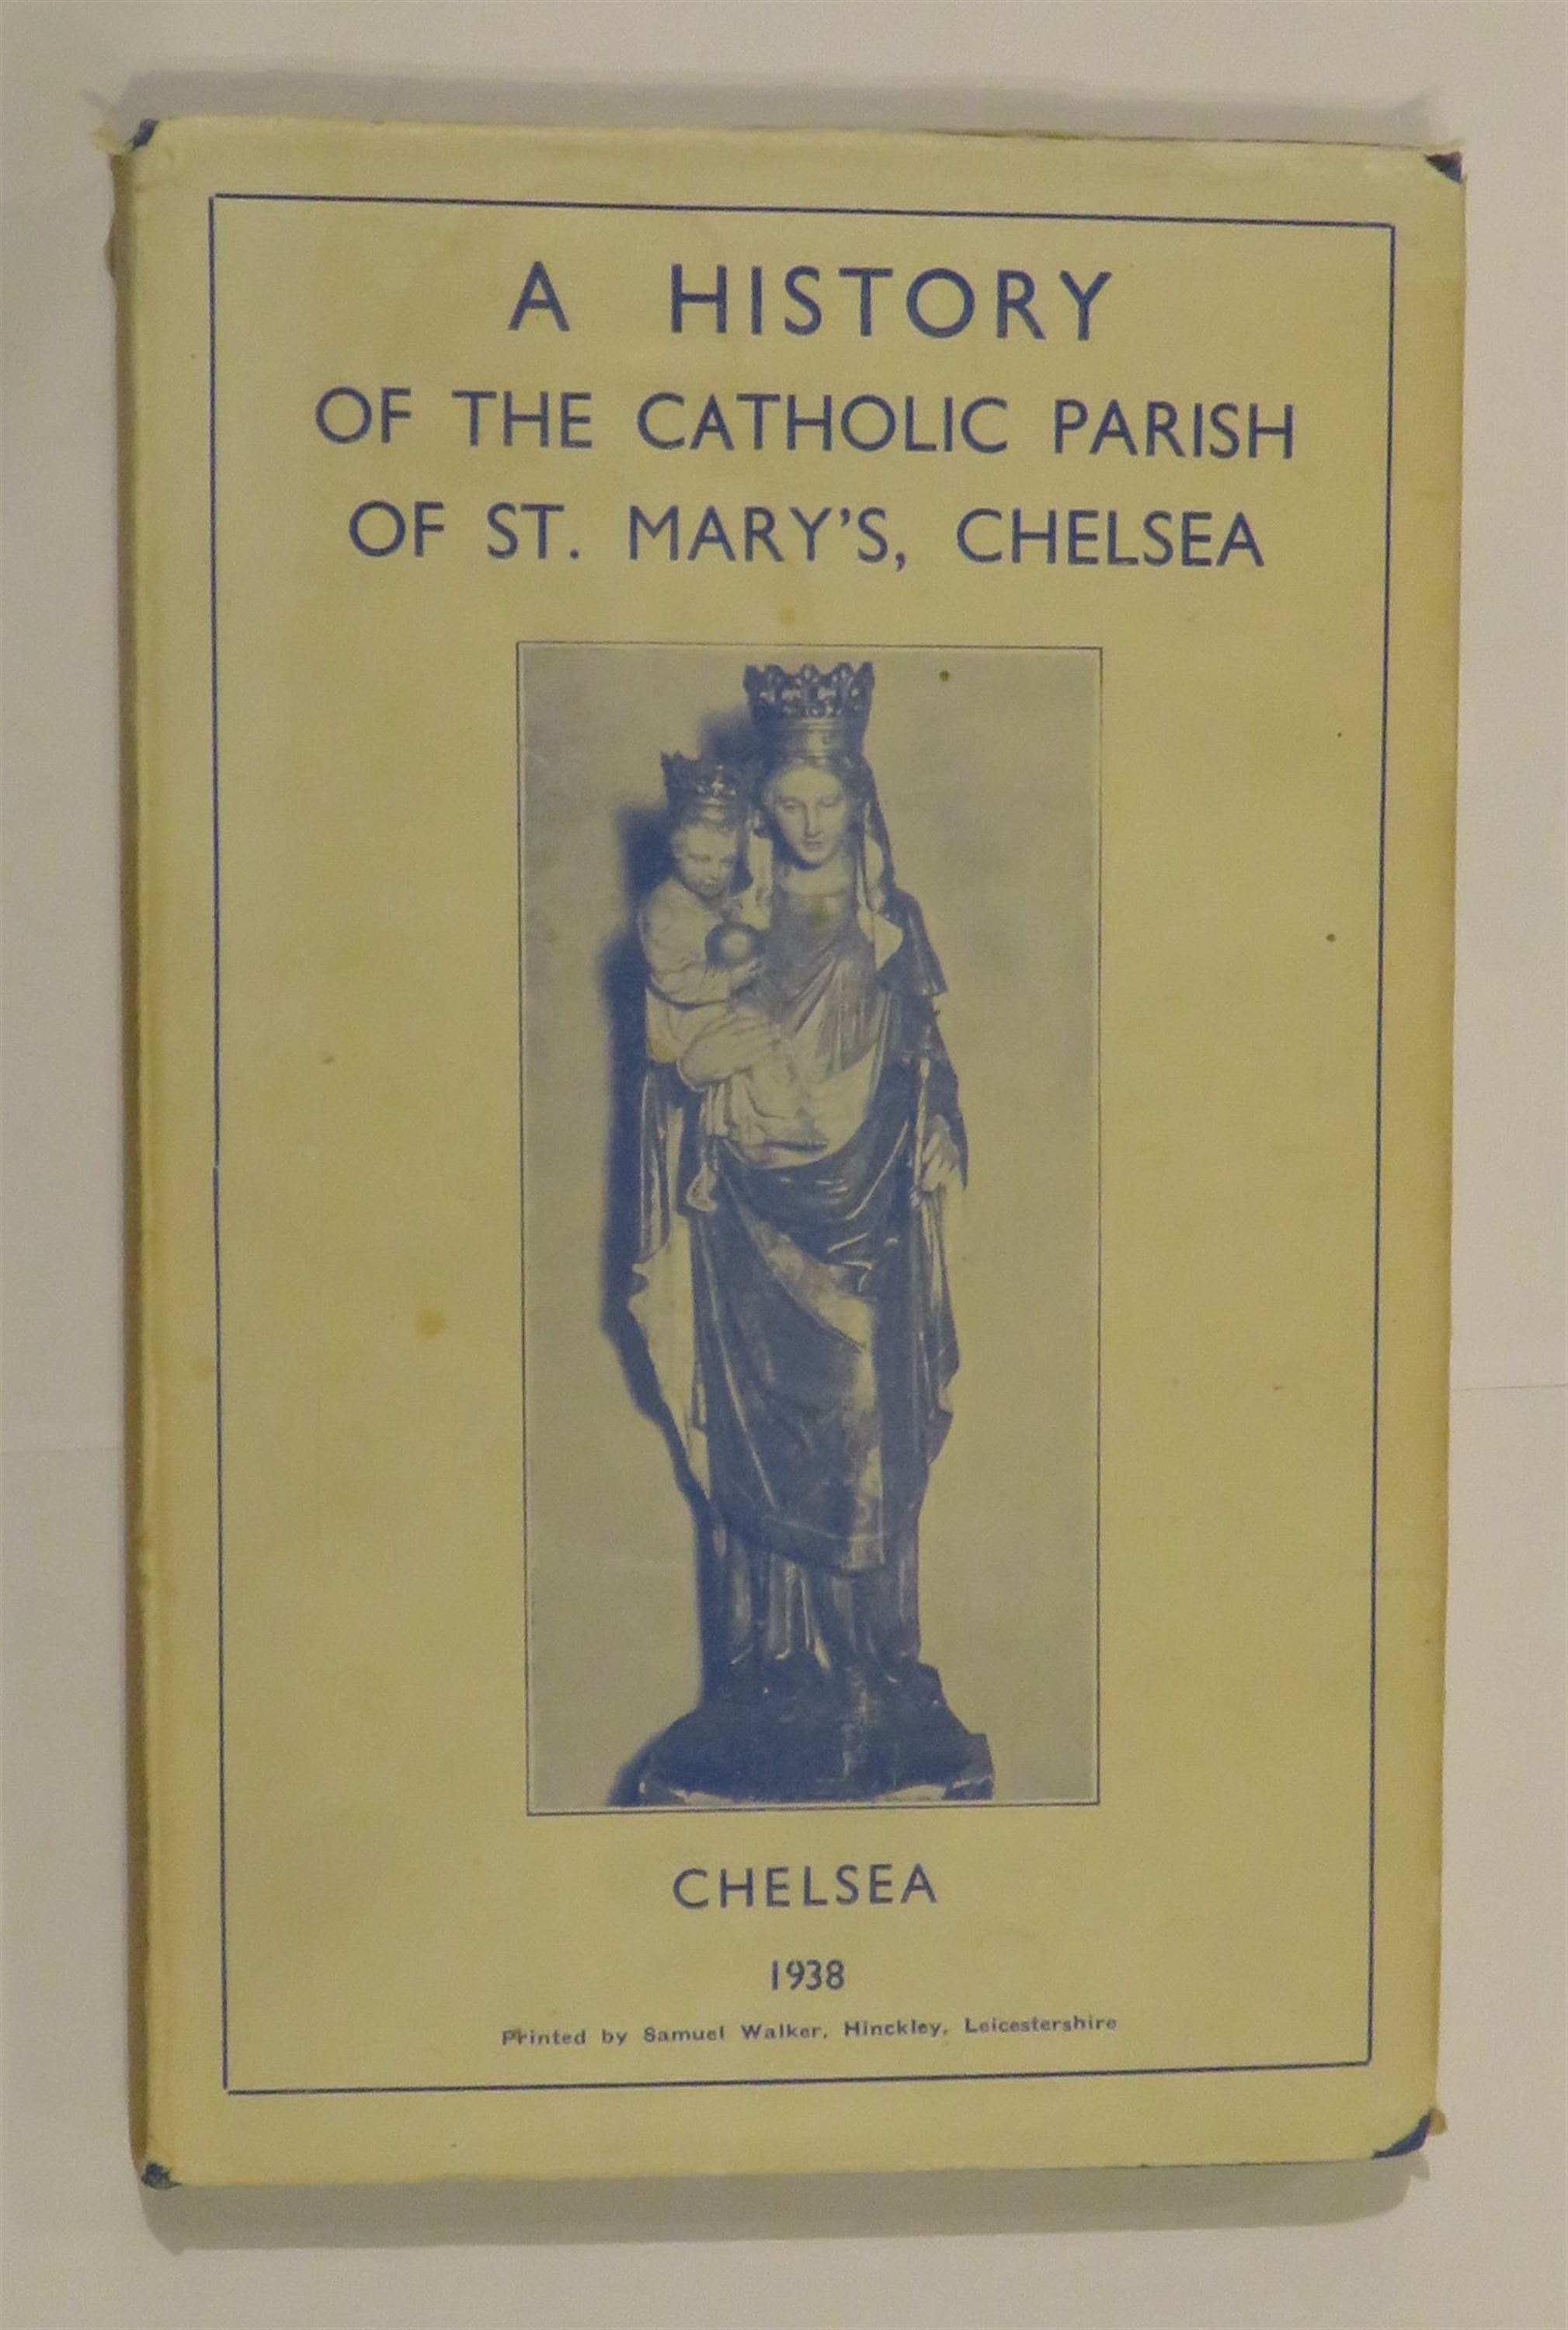 A HISTORY
OF THE CATHOLIC PARISH
OF ST. MARY'S, CHELSEA
CHELSEA
1938
Printed by Samuel Walker, Hinckley, Leicestershire